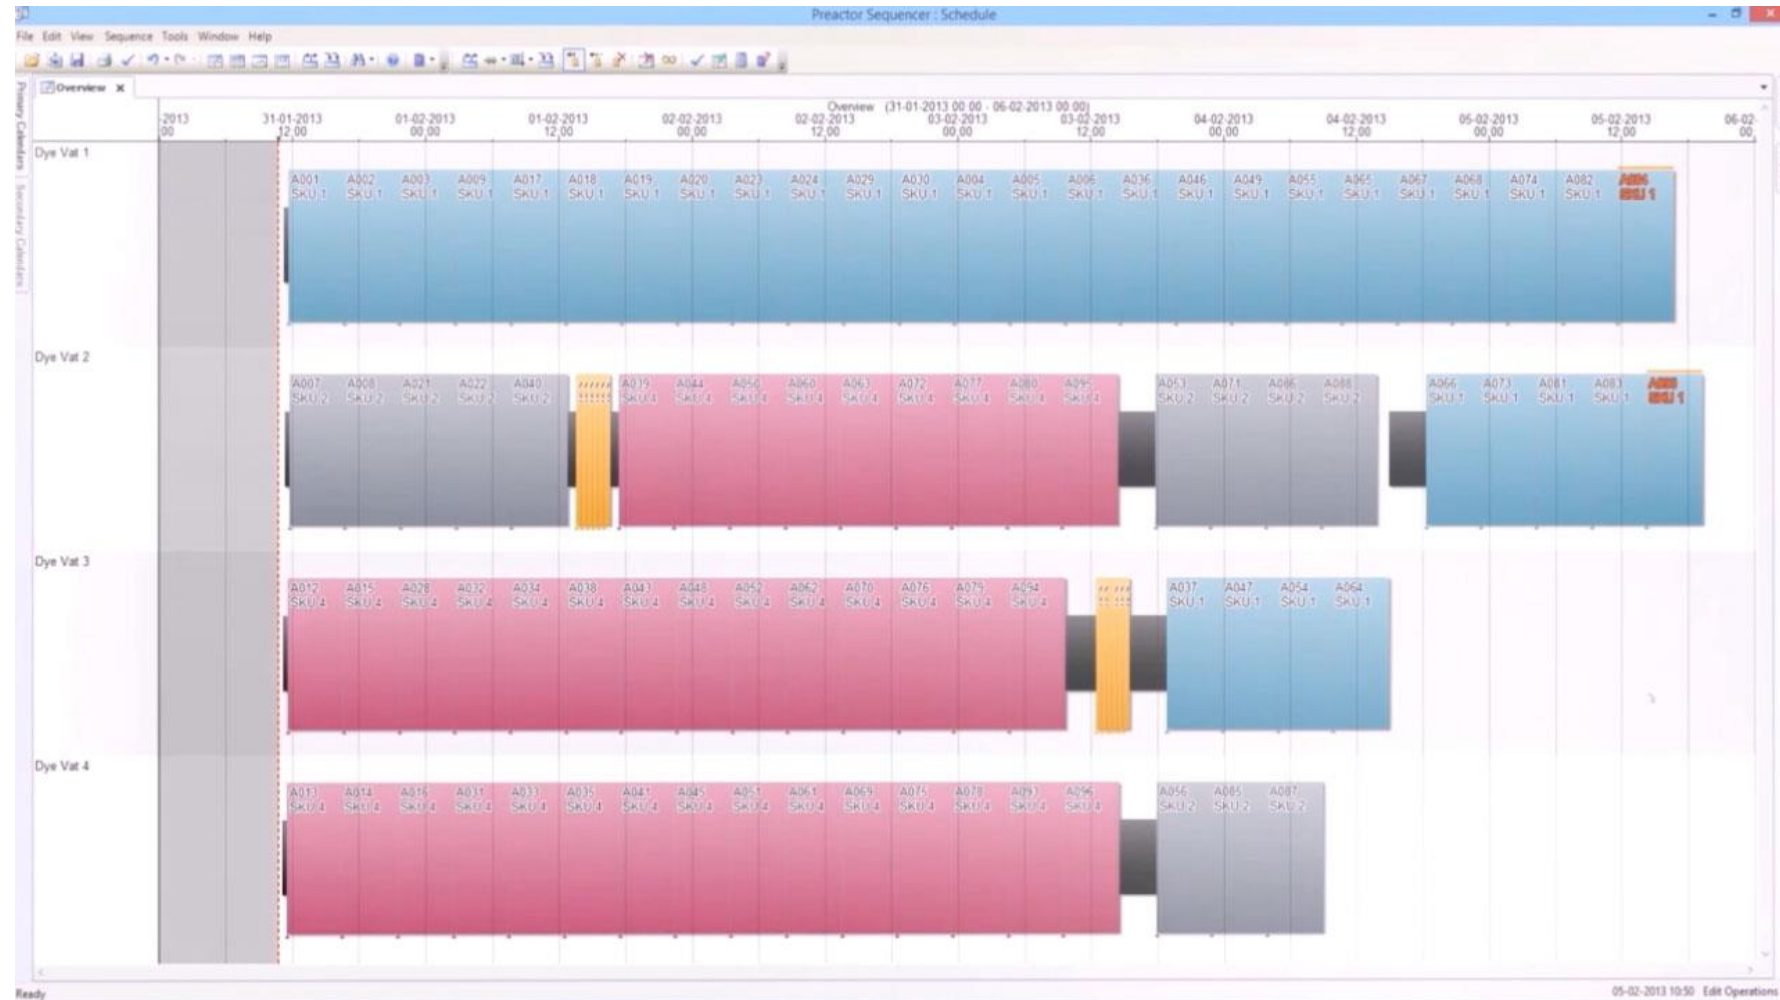 Preactor Sequencer : Schedule
File Edit View Sequence Tools Window Help
Overview
Primary Calendars
Secondary Calendars
Overview (31-01-2013 00:00 - 06-02-2013 00:00)
-2013 31-01-2013 01-02-2013 01-02-2013 02-02-2013 02-02-2013 03-02-2013 03-02-2013 04-02-2013 04-02-2013 05-02-2013 05-02-2013 06-02-
00 12:00 00:00 12:00 00:00 12:00 00:00 12:00 00:00 12:00 00:00 12:00 00
Dye Vat 1
A001 A002 A003 A009 A017 A018 A019 A020 A023 A024 A029 A030 A004 A005 A006 A036 A046 A049 A055 A065 A067 A068 A074 A082
SKU 1 SKU 1 SKU 1 SKU 1 SKU 1 SKU 1 SKU 1 SKU 1 SKU 1 SKU 1 SKU 1 SKU 1 SKU 1 SKU 1 SKU 1 SKU 1 SKU 1 SKU 1 SKU 1 SKU 1 SKU 1 SKU 1 SKU 1 SKU 1 SKU 1
Dye Vat 2
A007 A008 A021 A022 A040 A039 A044 A050 A060 A063 A072 A077 A080 A095 A053 A071 A086 A088 A066 A073 A081 A083
SKU 2 SKU 2 SKU 2 SKU 2 SKU 2 SKU 4 SKU 4 SKU 4 SKU 4 SKU 4 SKU 4 SKU 4 SKU 4 SKU 4 SKU 2 SKU 2 SKU 2 SKU 2 SKU 1 SKU 1 SKU 1 SKU 1 SKU 1
Dye Vat 3
A012 A015 A028 A032 A034 A038 A043 A048 A052 A062 A070 A076 A079 A094 A037 A047 A054 A064
SKU 4 SKU 4 SKU 4 SKU 4 SKU 4 SKU 4 SKU 4 SKU 4 SKU 4 SKU 4 SKU 4 SKU 4 SKU 4 SKU 4 SKU 1 SKU 1 SKU 1 SKU 1
Dye Vat 4
A013 A014 A016 A031 A033 A035 A041 A045 A051 A061 A069 A075 A078 A093 A096 A056 A085 A087
SKU 4 SKU 4 SKU 4 SKU 4 SKU 4 SKU 4 SKU 4 SKU 4 SKU 4 SKU 4 SKU 4 SKU 4 SKU 4 SKU 4 SKU 4 SKU 2 SKU 2 SKU 2
Ready
05-02-2013 10:50 Edit Operations